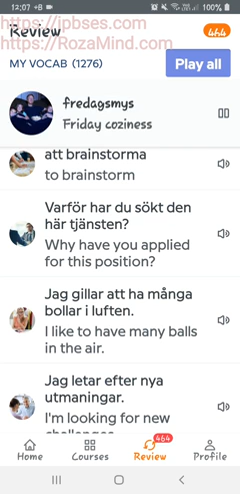 12:07 +B
100%
https://jpbses.com
Review
464
https://RozaMind.com
MY VOCAB (1276)
Play all
fredagsmys
Friday coziness
att brainstorma
to brainstorm
Varför har du sökt den
här tjänsten?
Why have you applied
for this position?
Jag gillar att ha många
bollar i luften.
I like to have many balls
in the air.
Jag letar efter nya
utmaningar.
I'm looking for new
challenges.
464
Home
Courses
Review
Profile